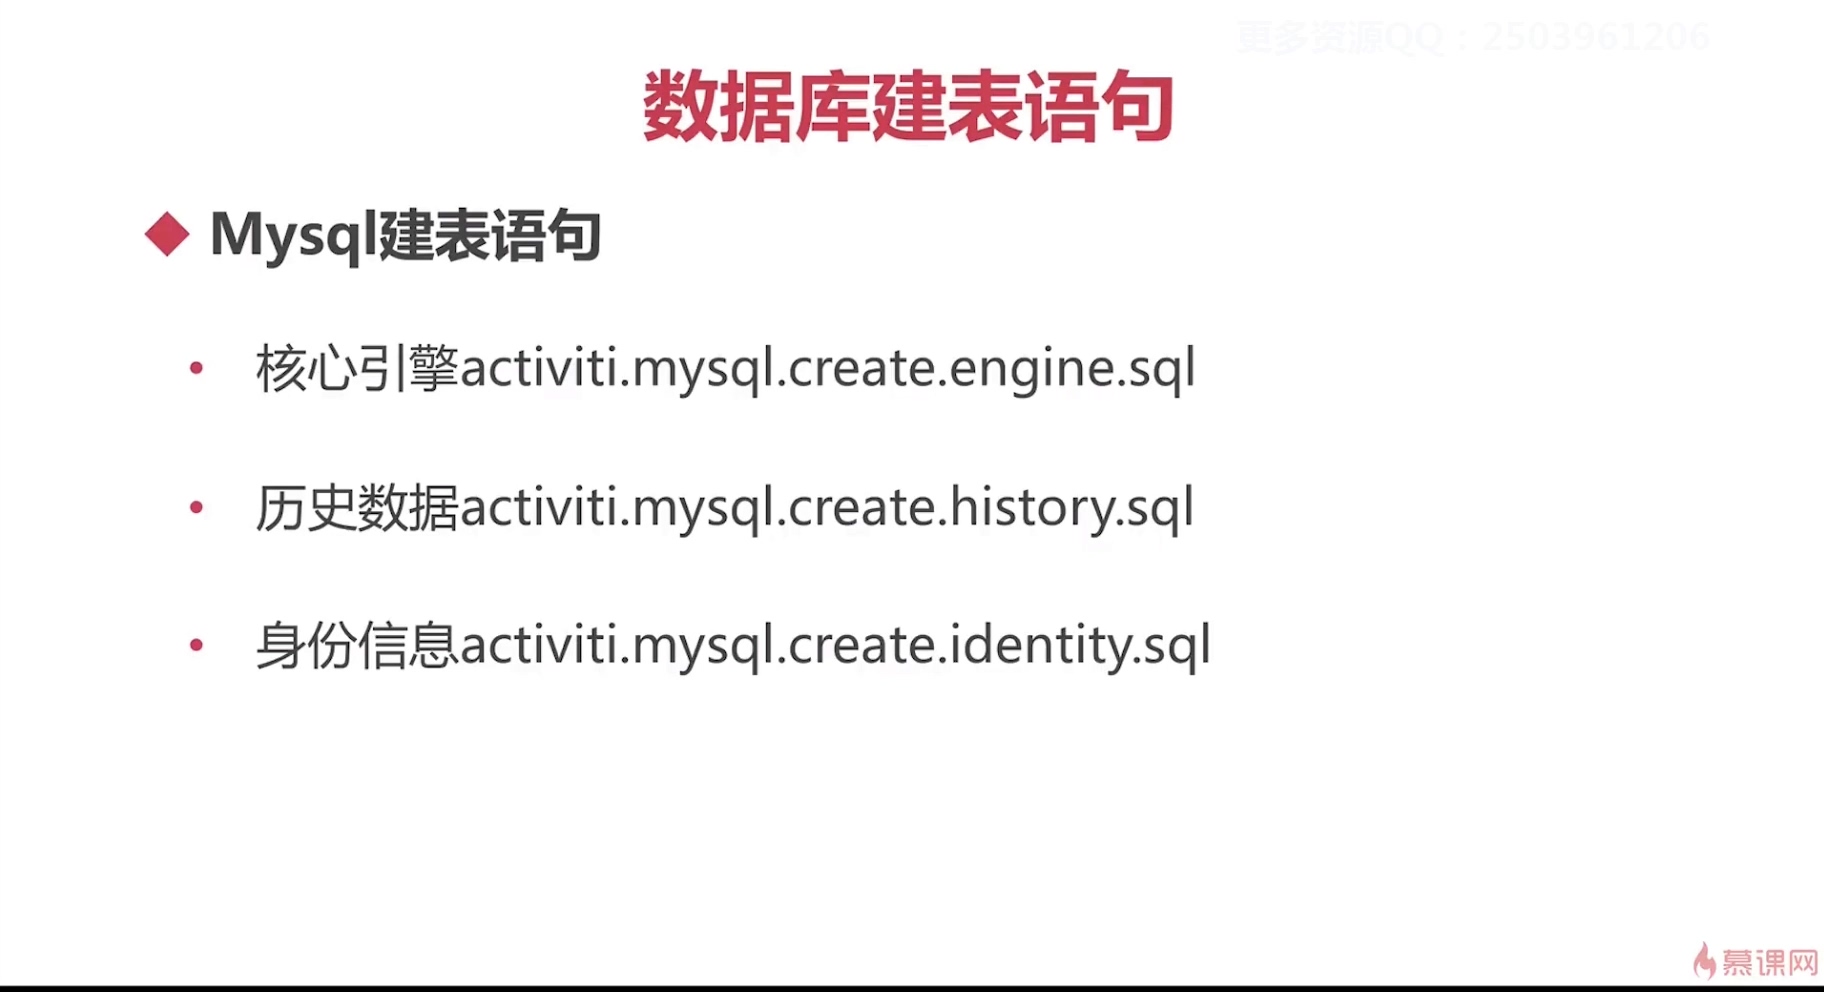 更多资源QQ：2503961206
数据库建表语句
Mysql建表语句
核心引擎activiti.mysql.create.engine.sql
历史数据activiti.mysql.create.history.sql
身份信息activiti.mysql.create.identity.sql
慕课网